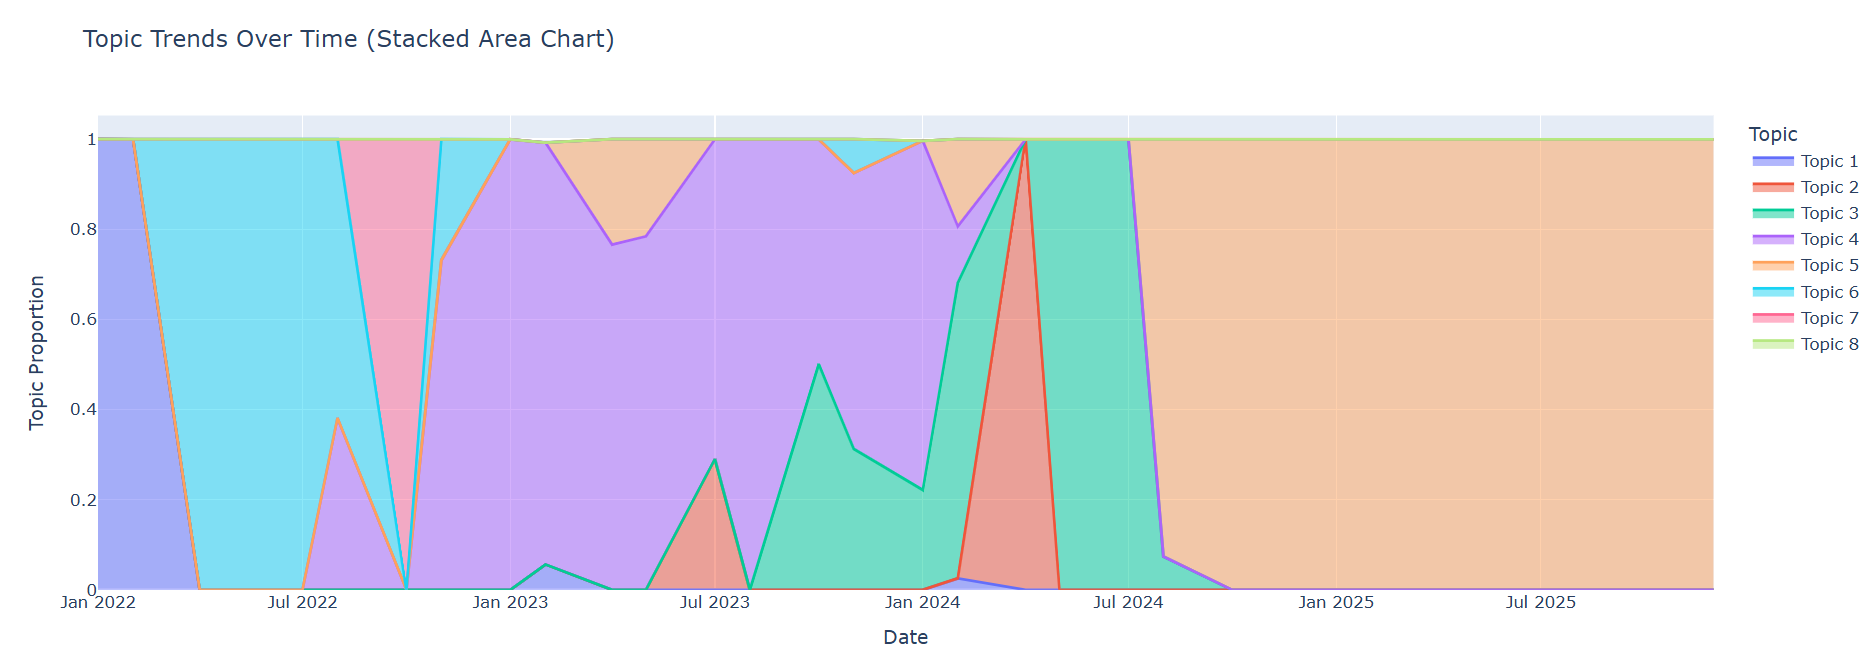 Topic Trends Over Time (Stacked Area Chart)
Topic Proportion
1
0.8
0.6
0.4
0.2
0
Jan 2022 Jul 2022 Jan 2023 Jul 2023 Jan 2024 Jul 2024 Jan 2025 Jul 2025
Date
Topic
Topic 1
Topic 2
Topic 3
Topic 4
Topic 5
Topic 6
Topic 7
Topic 8